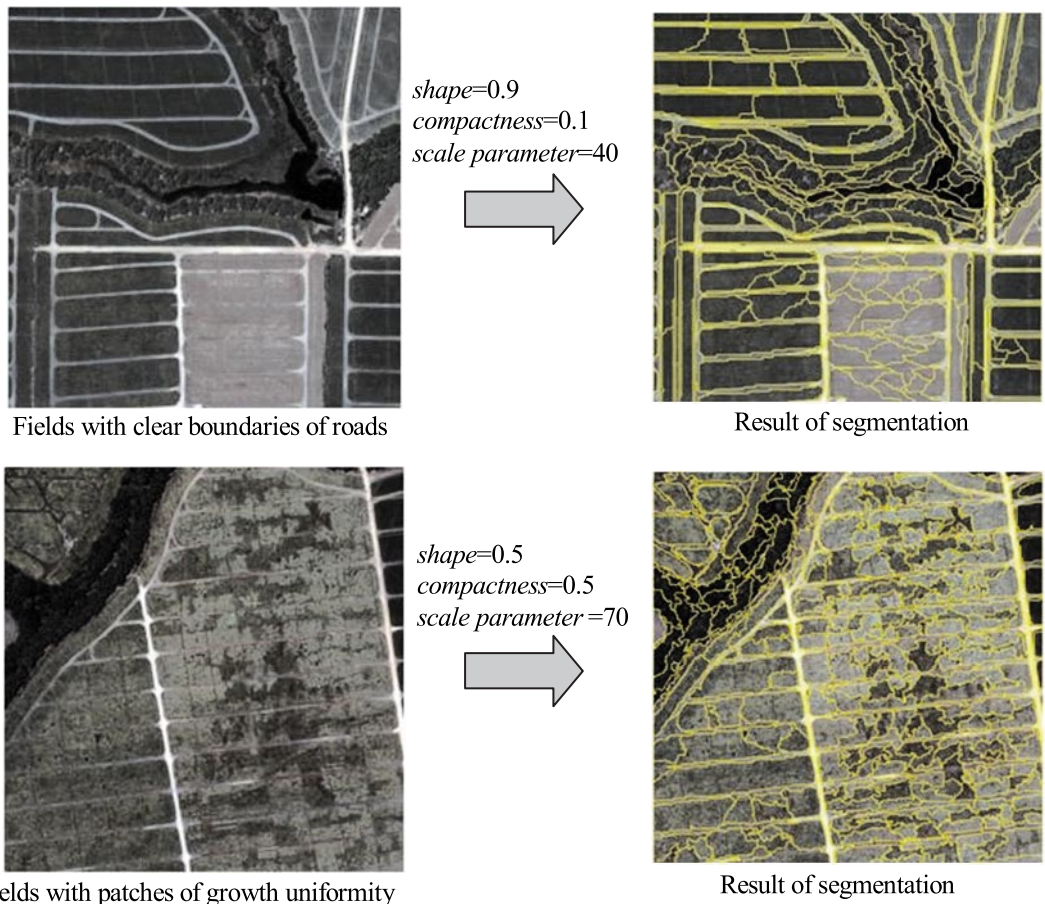 shape=0.9
compactness=0.1
scale parameter=40
Fields with clear boundaries of roads
Result of segmentation
shape=0.5
compactness=0.5
scale parameter =70
elds with patches of growth uniformity
Result of segmentation